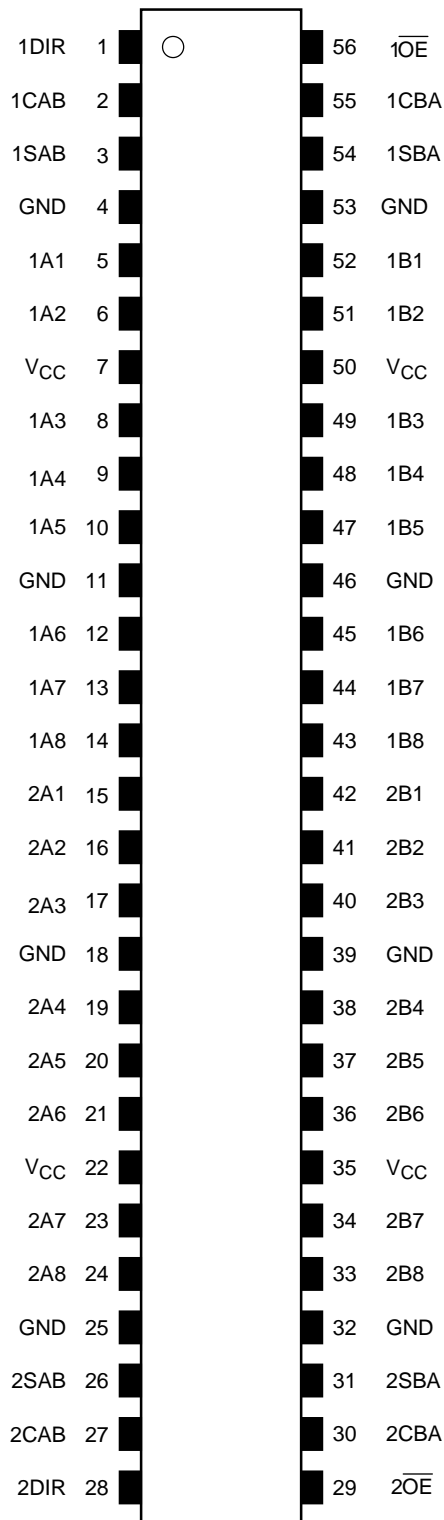 1DIR 1 56 1OE
1CAB 2 55 1CBA
1SAB 3 54 1SBA
GND 4 53 GND
1A1 5 52 1B1
1A2 6 51 1B2
VCC 7 50 VCC
1A3 8 49 1B3
1A4 9 48 1B4
1A5 10 47 1B5
GND 11 46 GND
1A6 12 45 1B6
1A7 13 44 1B7
1A8 14 43 1B8
2A1 15 42 2B1
2A2 16 41 2B2
2A3 17 40 2B3
GND 18 39 GND
2A4 19 38 2B4
2A5 20 37 2B5
2A6 21 36 2B6
VCC 22 35 VCC
2A7 23 34 2B7
2A8 24 33 2B8
GND 25 32 GND
2SAB 26 31 2SBA
2CAB 27 30 2CBA
2DIR 28 29 2OE